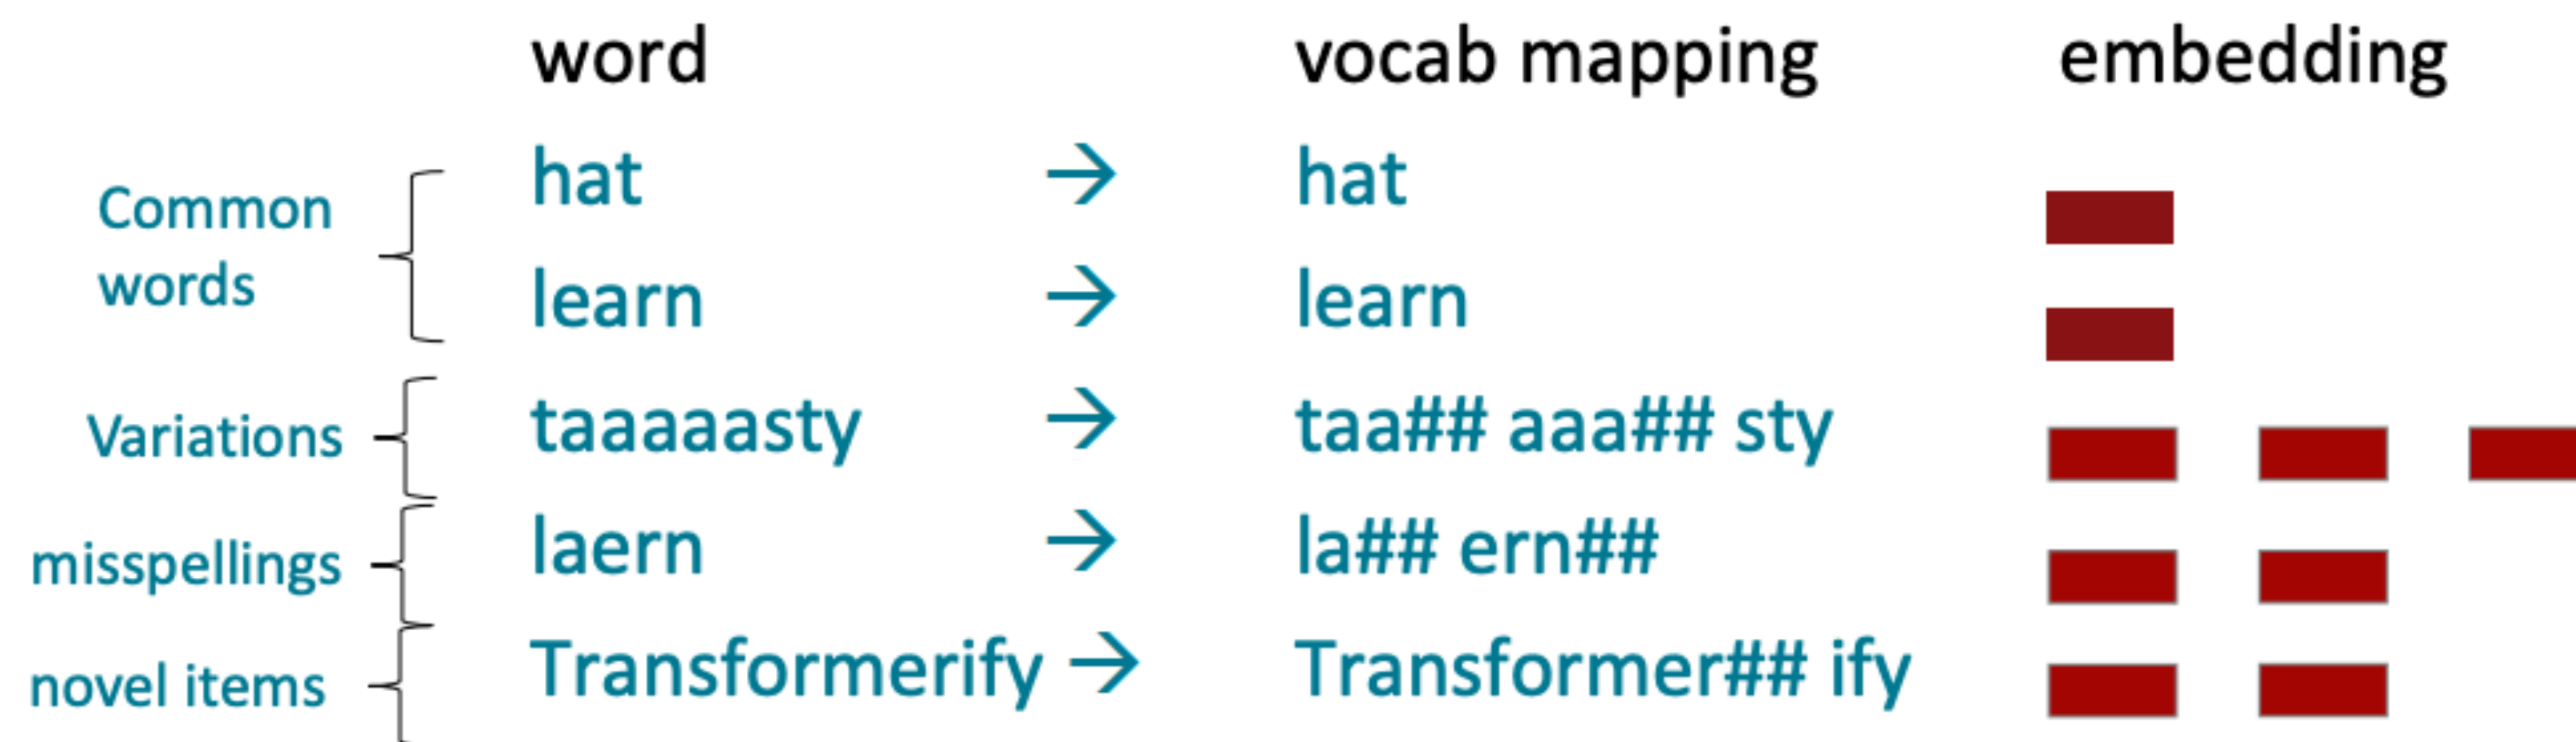 word vocab mapping embedding
Common words
hat → hat
learn → learn
Variations taaaaasty → taa## aaa## sty
misspellings laern → la## ern##
novel items Transformerify → Transformer## ify